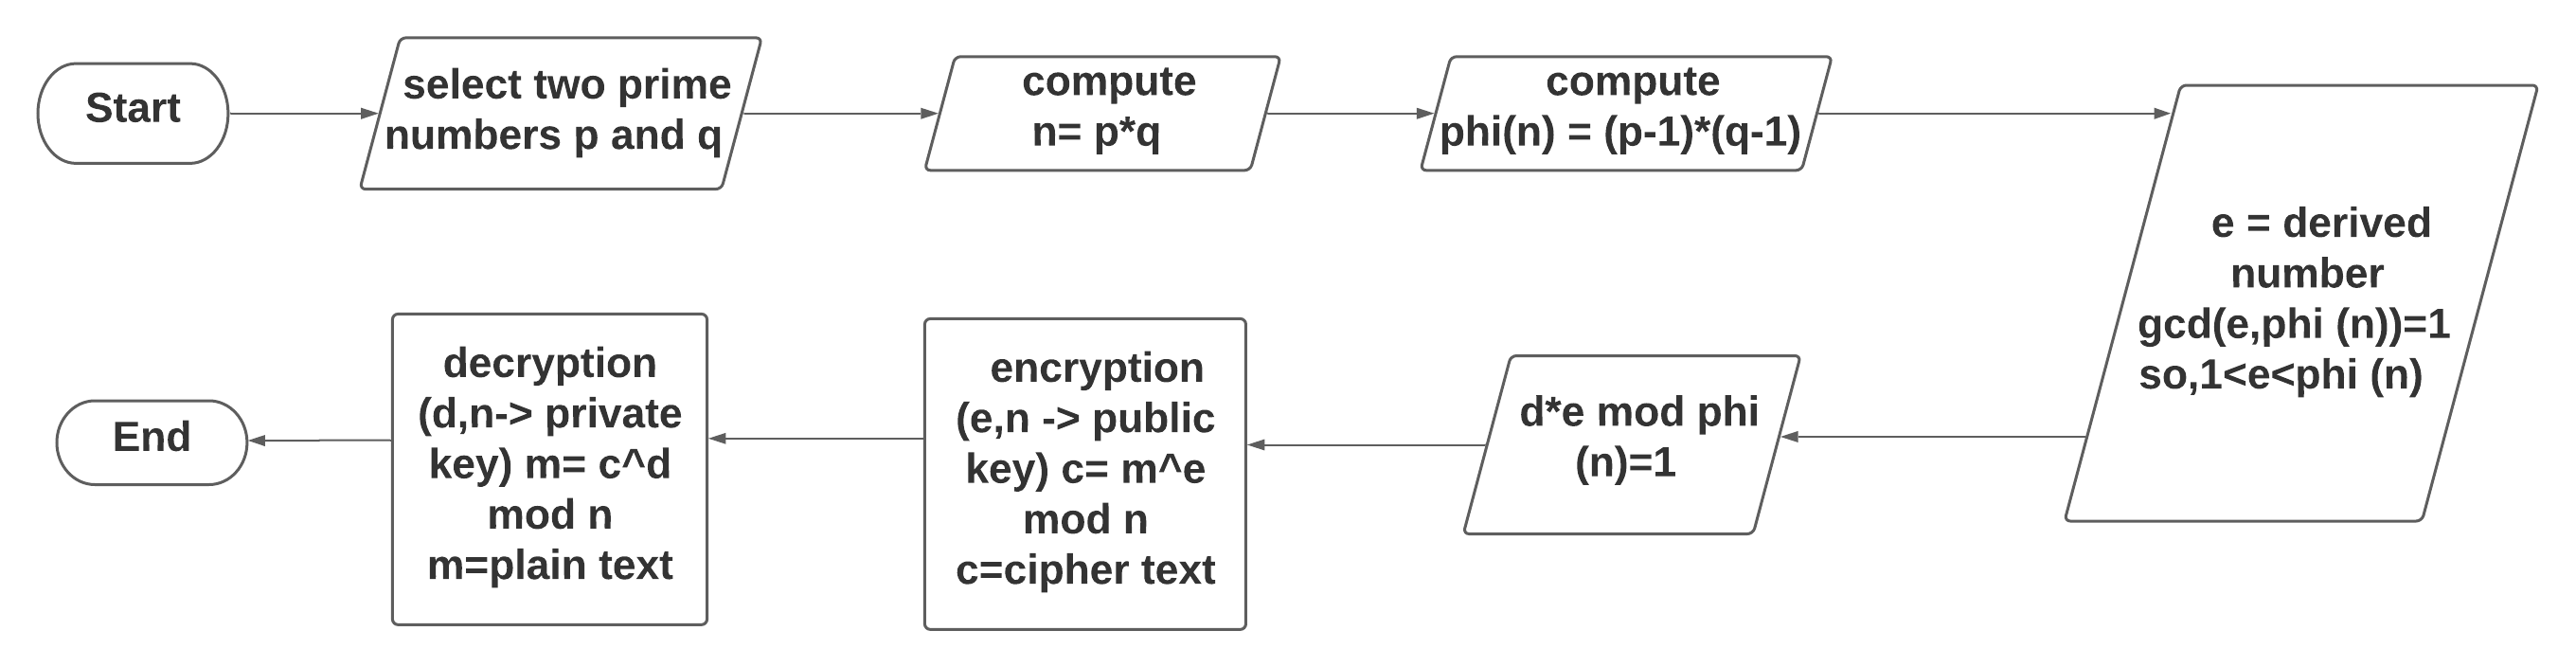 Start
select two prime
numbers p and q
compute
n= p*q
compute
phi(n) = (p-1)*(q-1)
e = derived
number
gcd(e,phi (n))=1
so,1<e<phi (n)
d*e mod phi
(n)=1
encryption
(e,n -> public
key) c= m^e
mod n
c=cipher text
decryption
(d,n-> private
key) m= c^d
mod n
m=plain text
End